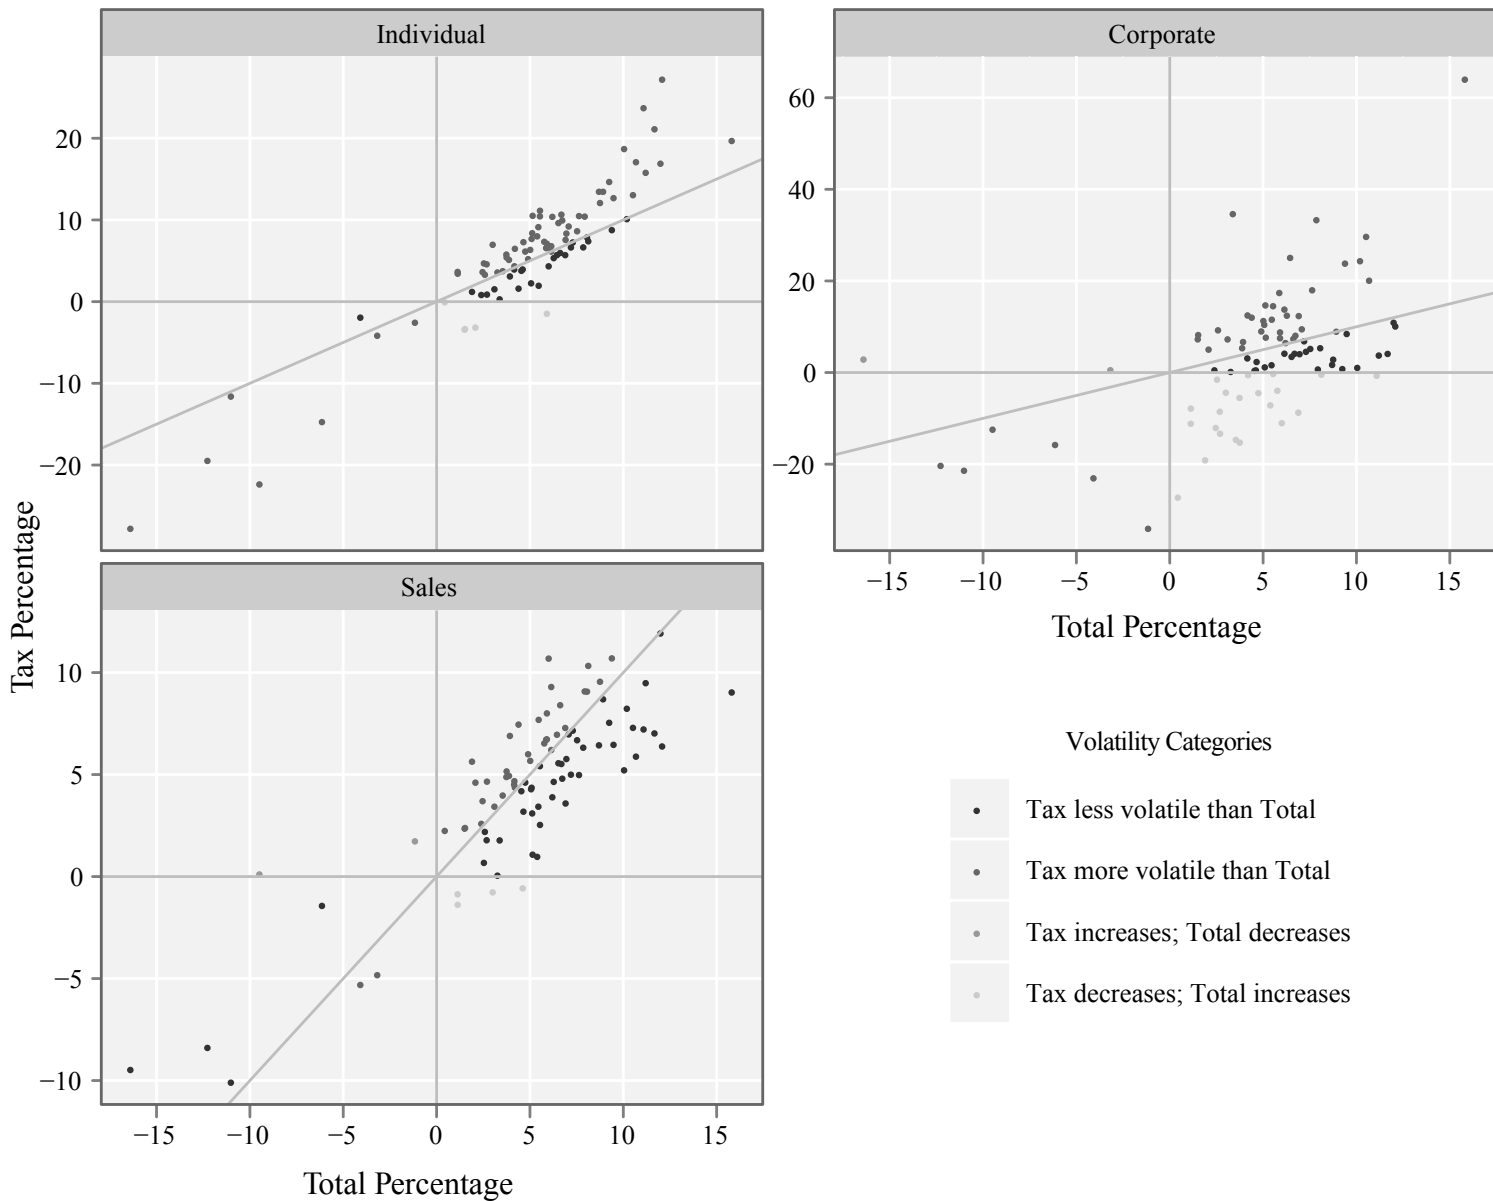 Individual
Corporate
20
10
0
−10
−20
60
40
20
0
−20
−15 −10 −5 0 5 10 15
Total Percentage
Tax Percentage
Sales
10
5
0
−5
−10
−15 −10 −5 0 5 10 15
Total Percentage
Volatility Categories
Tax less volatile than Total
Tax more volatile than Total
Tax increases; Total decreases
Tax decreases; Total increases